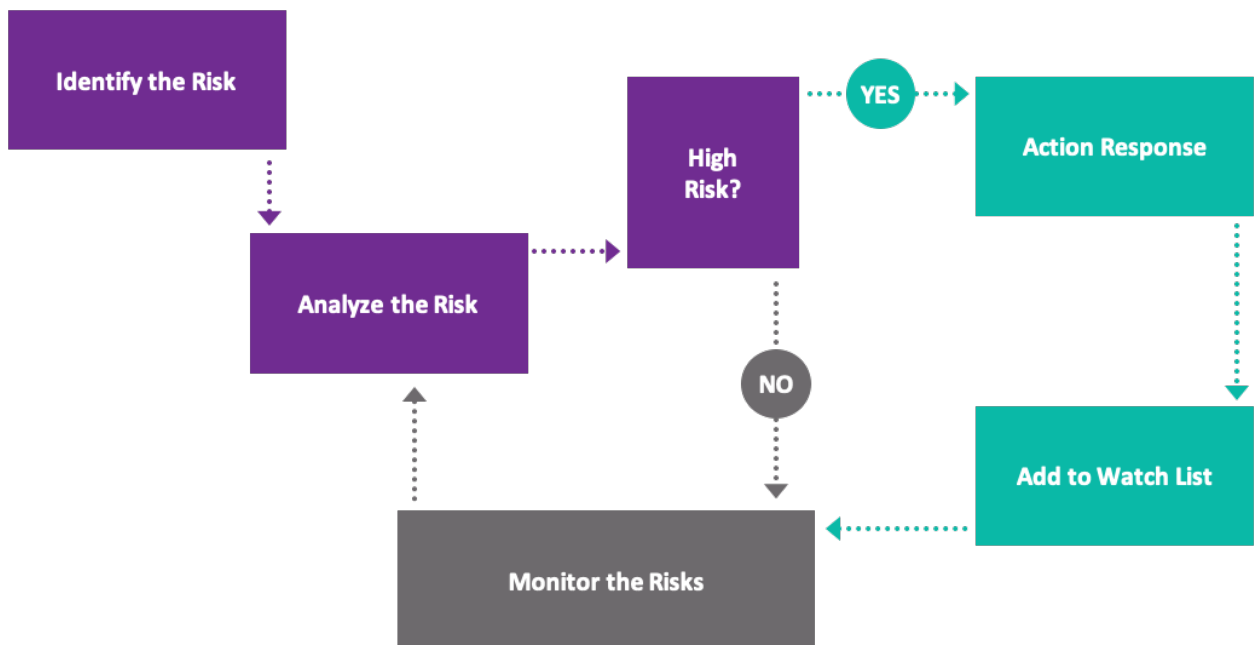 Identify the Risk
High
Risk?
YES
Action Response
Analyze the Risk
NO
Add to Watch List
Monitor the Risks